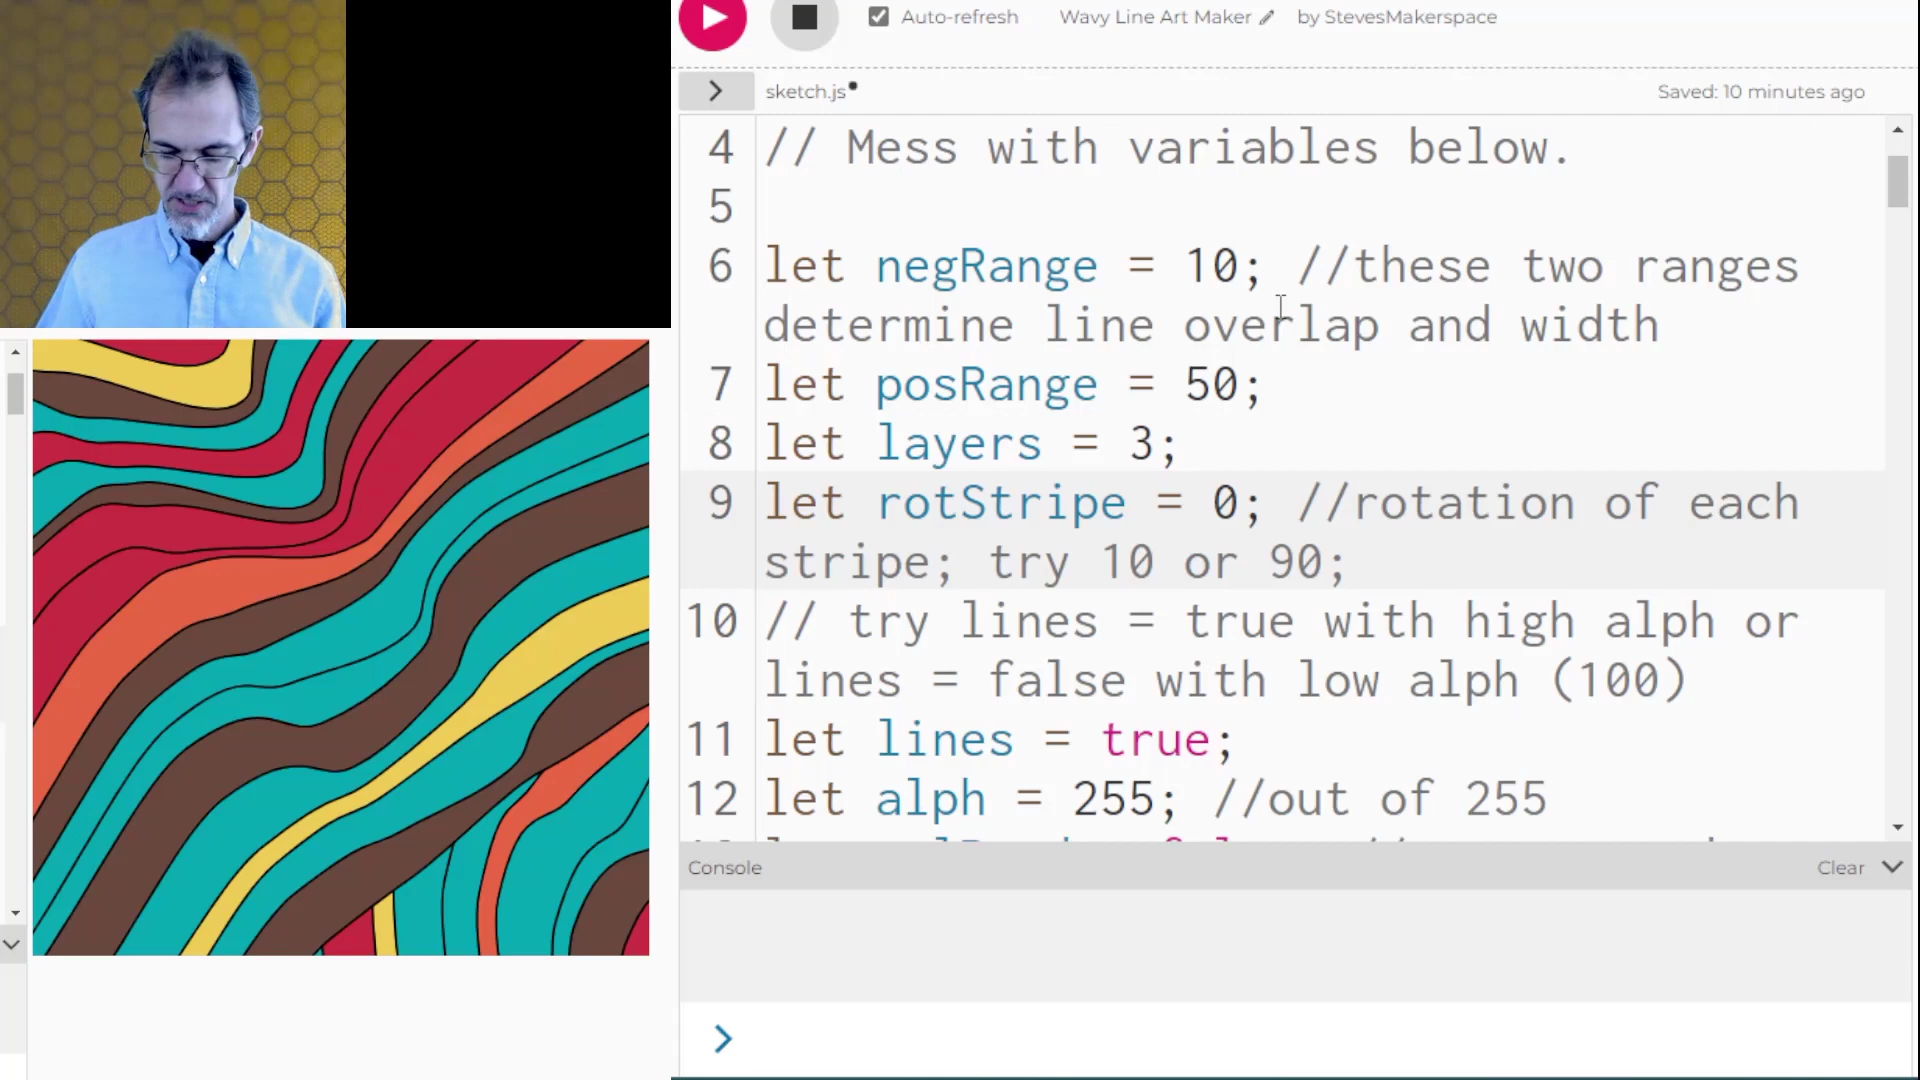 Auto-refresh
Wavy Line Art Maker
by StevesMakerspace
sketch.js
Saved: 10 minutes ago
4 // Mess with variables below.
5
6 let negRange = 10; //these two ranges
determine line overlap and width
7 let posRange = 50;
8 let layers = 3;
9 let rotStripe = 0; //rotation of each
stripe; try 10 or 90;
10 // try lines = true with high alph or
lines = false with low alph (100)
11 let lines = true;
12 let alph = 255; //out of 255
Console
Clear